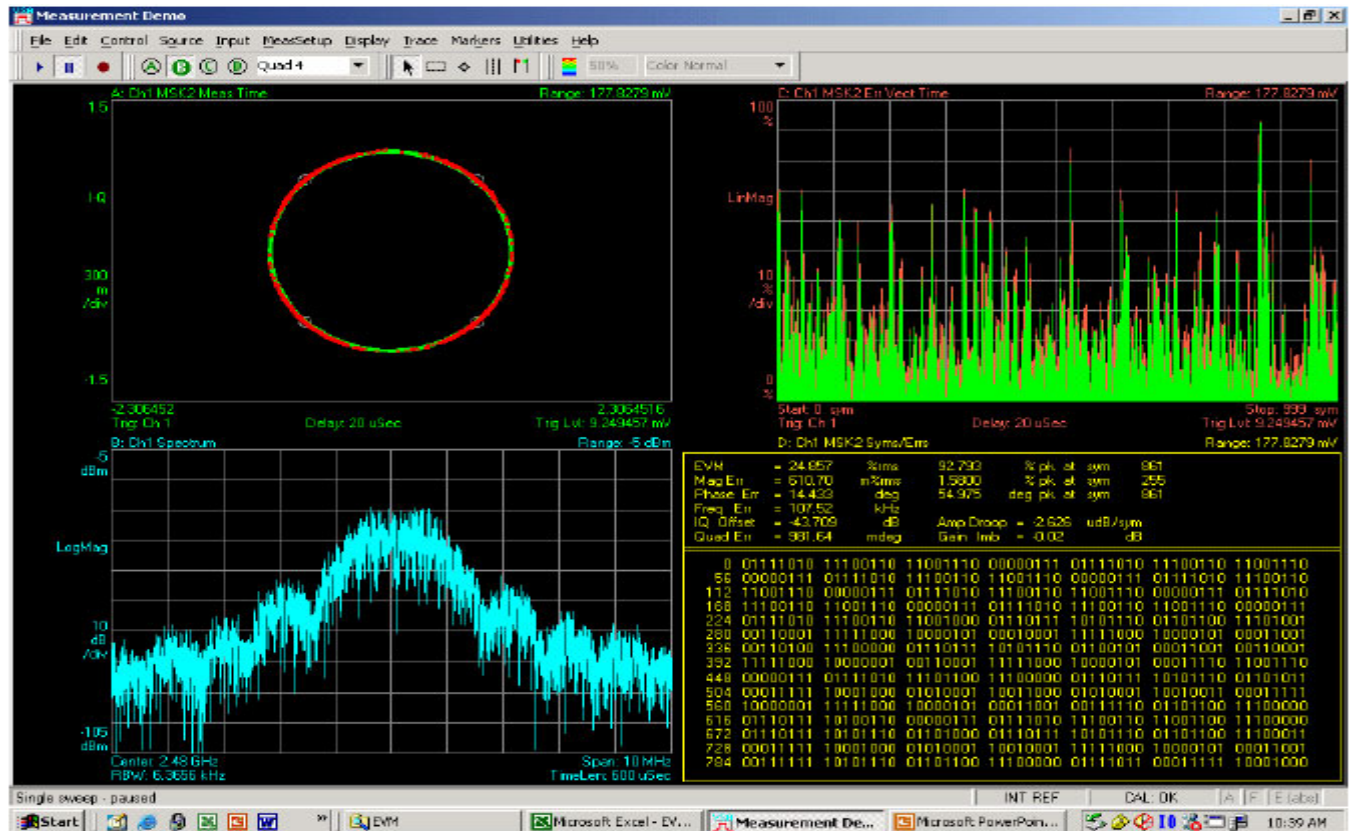 Measurement Demo
File Edit Control Source Input MeasSetup Display Trace Markers Utilities Help
A B C D Quad 4 50% Color Normal
A: Ch1 MSK2 Meas Time Range: 177.8279 mV
1.5
I-Q
300
m
/div
-1.5
-2.306452 2.3064516
Trig: Ch 1 Delay: 20 uSec Trig Lvl: 9.249457 mV
C: Ch1 MSK2 Err Vect Time Range: 177.8279 mV
100
%
LinMag
10
%
/div
0
%
Start: 0 sym Stop: 999 sym
Trig: Ch 1 Delay: 20 uSec Trig Lvl: 9.249457 mV
B: Ch1 Spectrum Range: -5 dBm
-5
dBm
LogMag
10
dB
/div
-105
dBm
Center: 2.48 GHz Span: 10 MHz
RBW: 6.3656 kHz TimeLen: 600 uSec
D: Ch1 MSK2 Syms/Errs Range: 177.8279 mV
EVM = 24.857 %rms 92.793 % pk at sym 861
Mag Err = 610.70 m%rms 1.5800 % pk at sym 255
Phase Err = 14.433 deg 54.975 deg pk at sym 861
Freq Err = 107.52 kHz
IQ Offset = -43.709 dB Amp Droop = -2.626 udB/sym
Quad Err = 981.64 mdeg Gain Imb = -0.02 dB
0 01111010 11100110 11001110 00000111 01111010 11100110 11001110
56 00000111 01111010 11100110 11001110 00000111 01111010 11100110
112 11001110 00000111 01111010 11100110 11001110 00000111 01111010
168 11100110 11001110 00000111 01111010 11100110 11001110 00000111
224 01111010 11100110 11001000 01110111 10101110 01101100 11101001
280 00110001 11111000 10000101 00010001 11111000 10000101 00011001
336 00110100 11100000 01110111 10101110 01101100 00011001 00110001
392 11111000 10000001 00110001 11111000 10000101 00011110 11001110
448 00000111 01111010 11101100 11100000 01110111 10101110 01101011
504 00011111 10001000 01010001 10011000 01010001 10010011 00011111
560 10000001 11111000 10000101 00011001 00111110 01101100 11100000
616 01110111 10100110 00000111 01111010 11100110 11001100 11100000
672 01110111 10101110 01101100 11100000 01110111 10101110 01101100 11100011
728 00011111 10001000 01010001 10010001 11111000 10000101 00011001
784 00111111 10101110 01101100 11100000 01110111 01011111 10001000
Single sweep - paused INT REF CAL: OK
Start EVM Microsoft Excel - EV... Measurement De... Microsoft PowerPoin... 10:39 AM